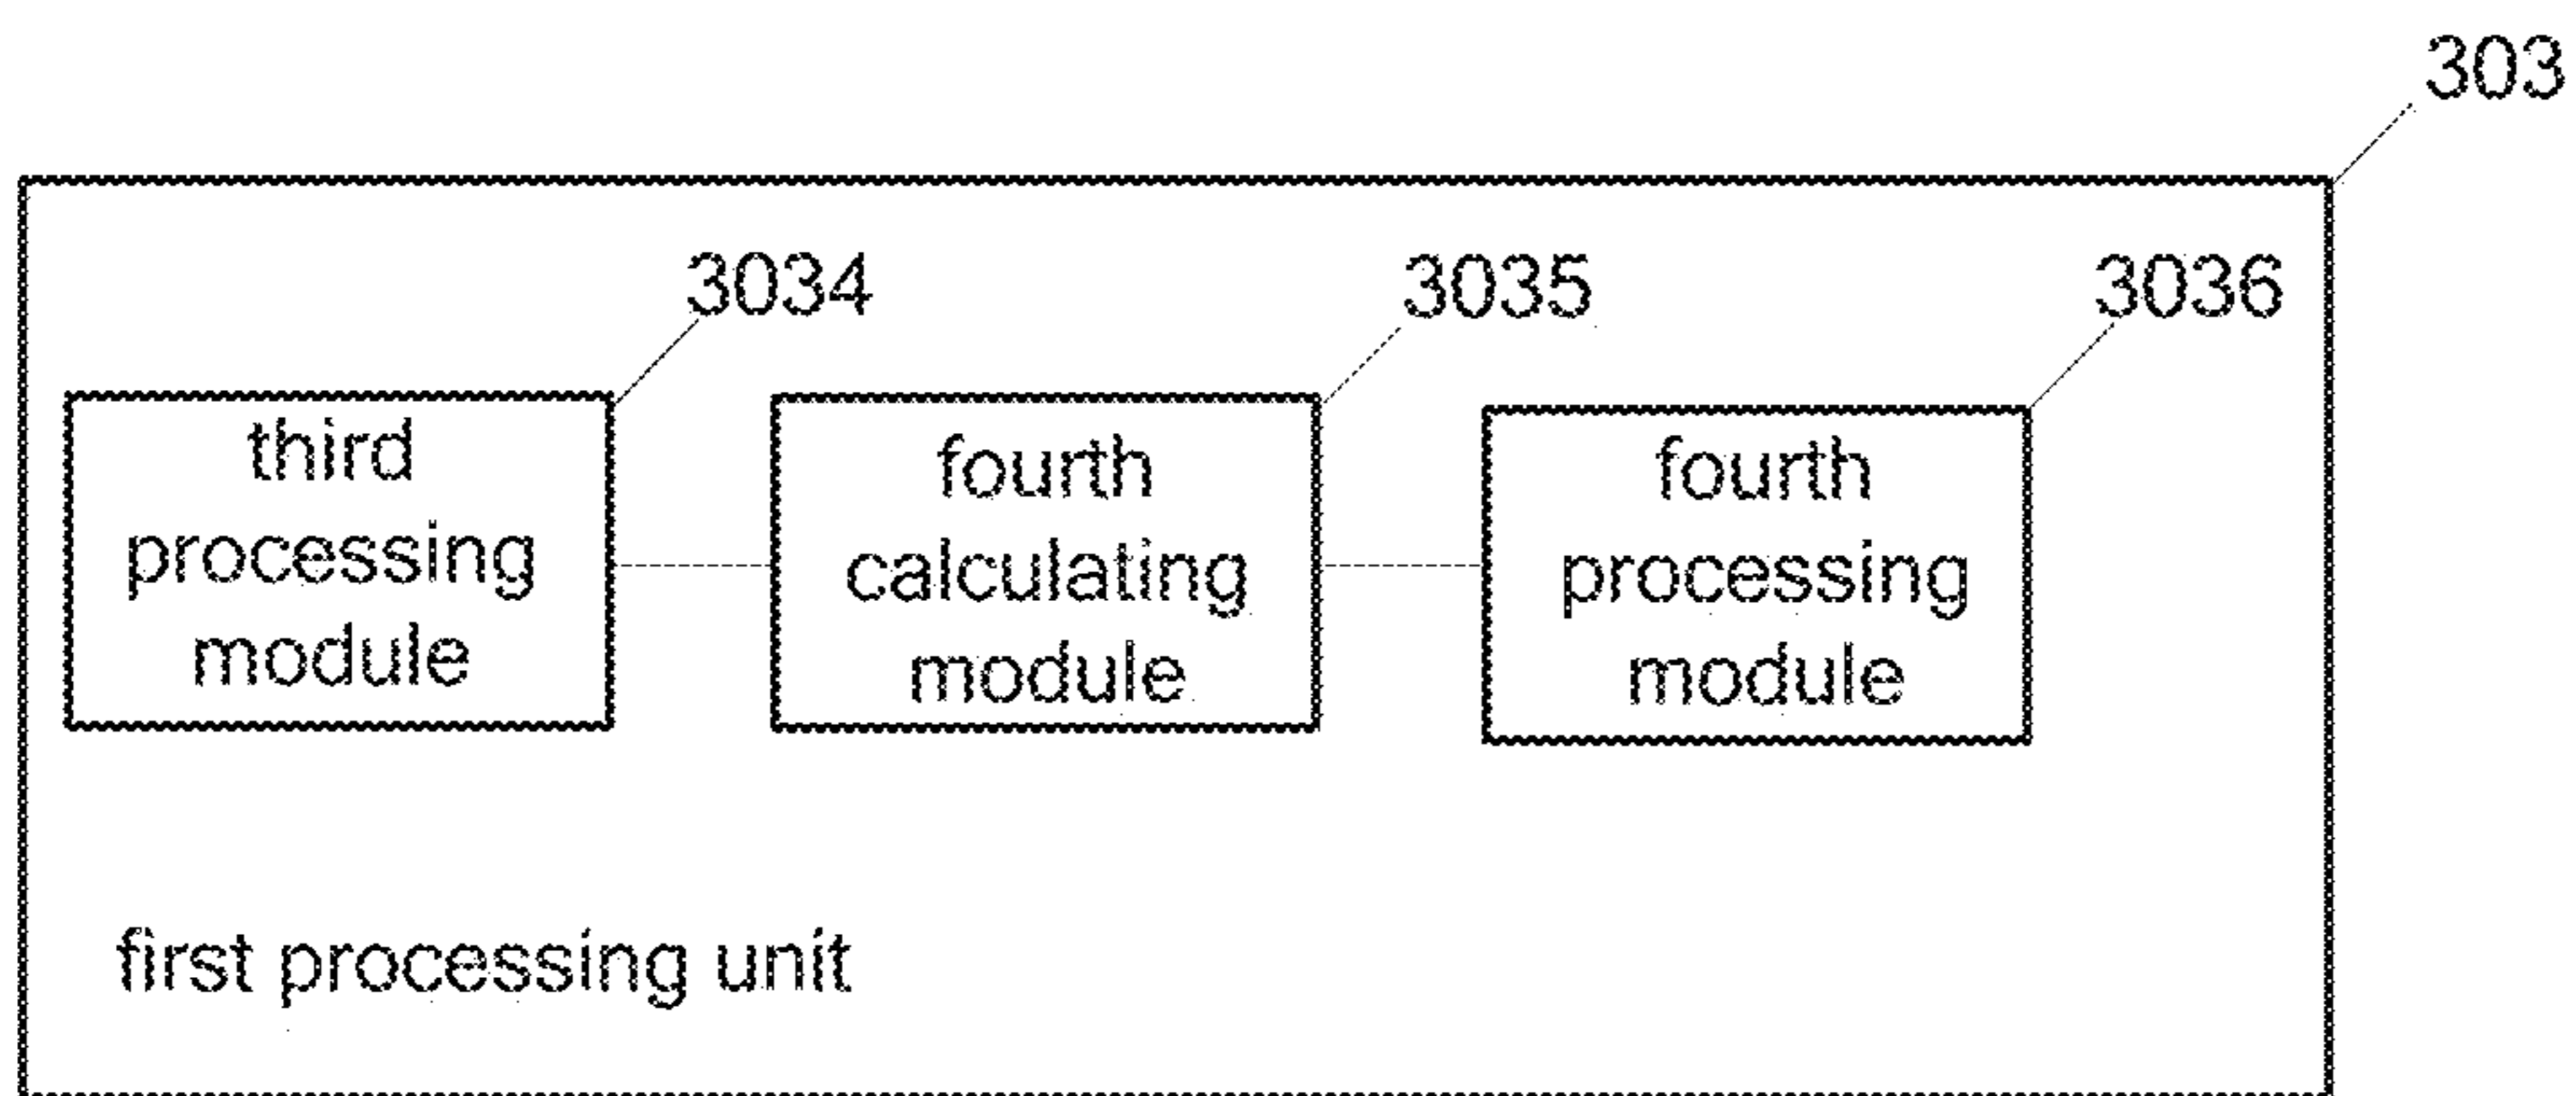 303
3034
3035
3036
third
processing
module
fourth
calculating
module
fourth
processing
module
first processing unit